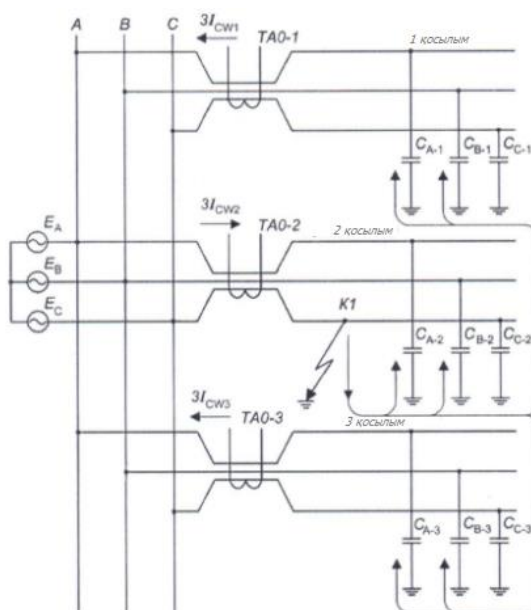 A B C
3I_CW1 TA0-1
1 қосылым
C_A-1 C_B-1 C_C-1
3I_CW2 TA0-2
2 қосылым
E_A
E_B
E_C
K1
C_A-2 C_B-2 C_C-2
3I_CW3 TA0-3
3 қосылым
C_A-3 C_B-3 C_C-3